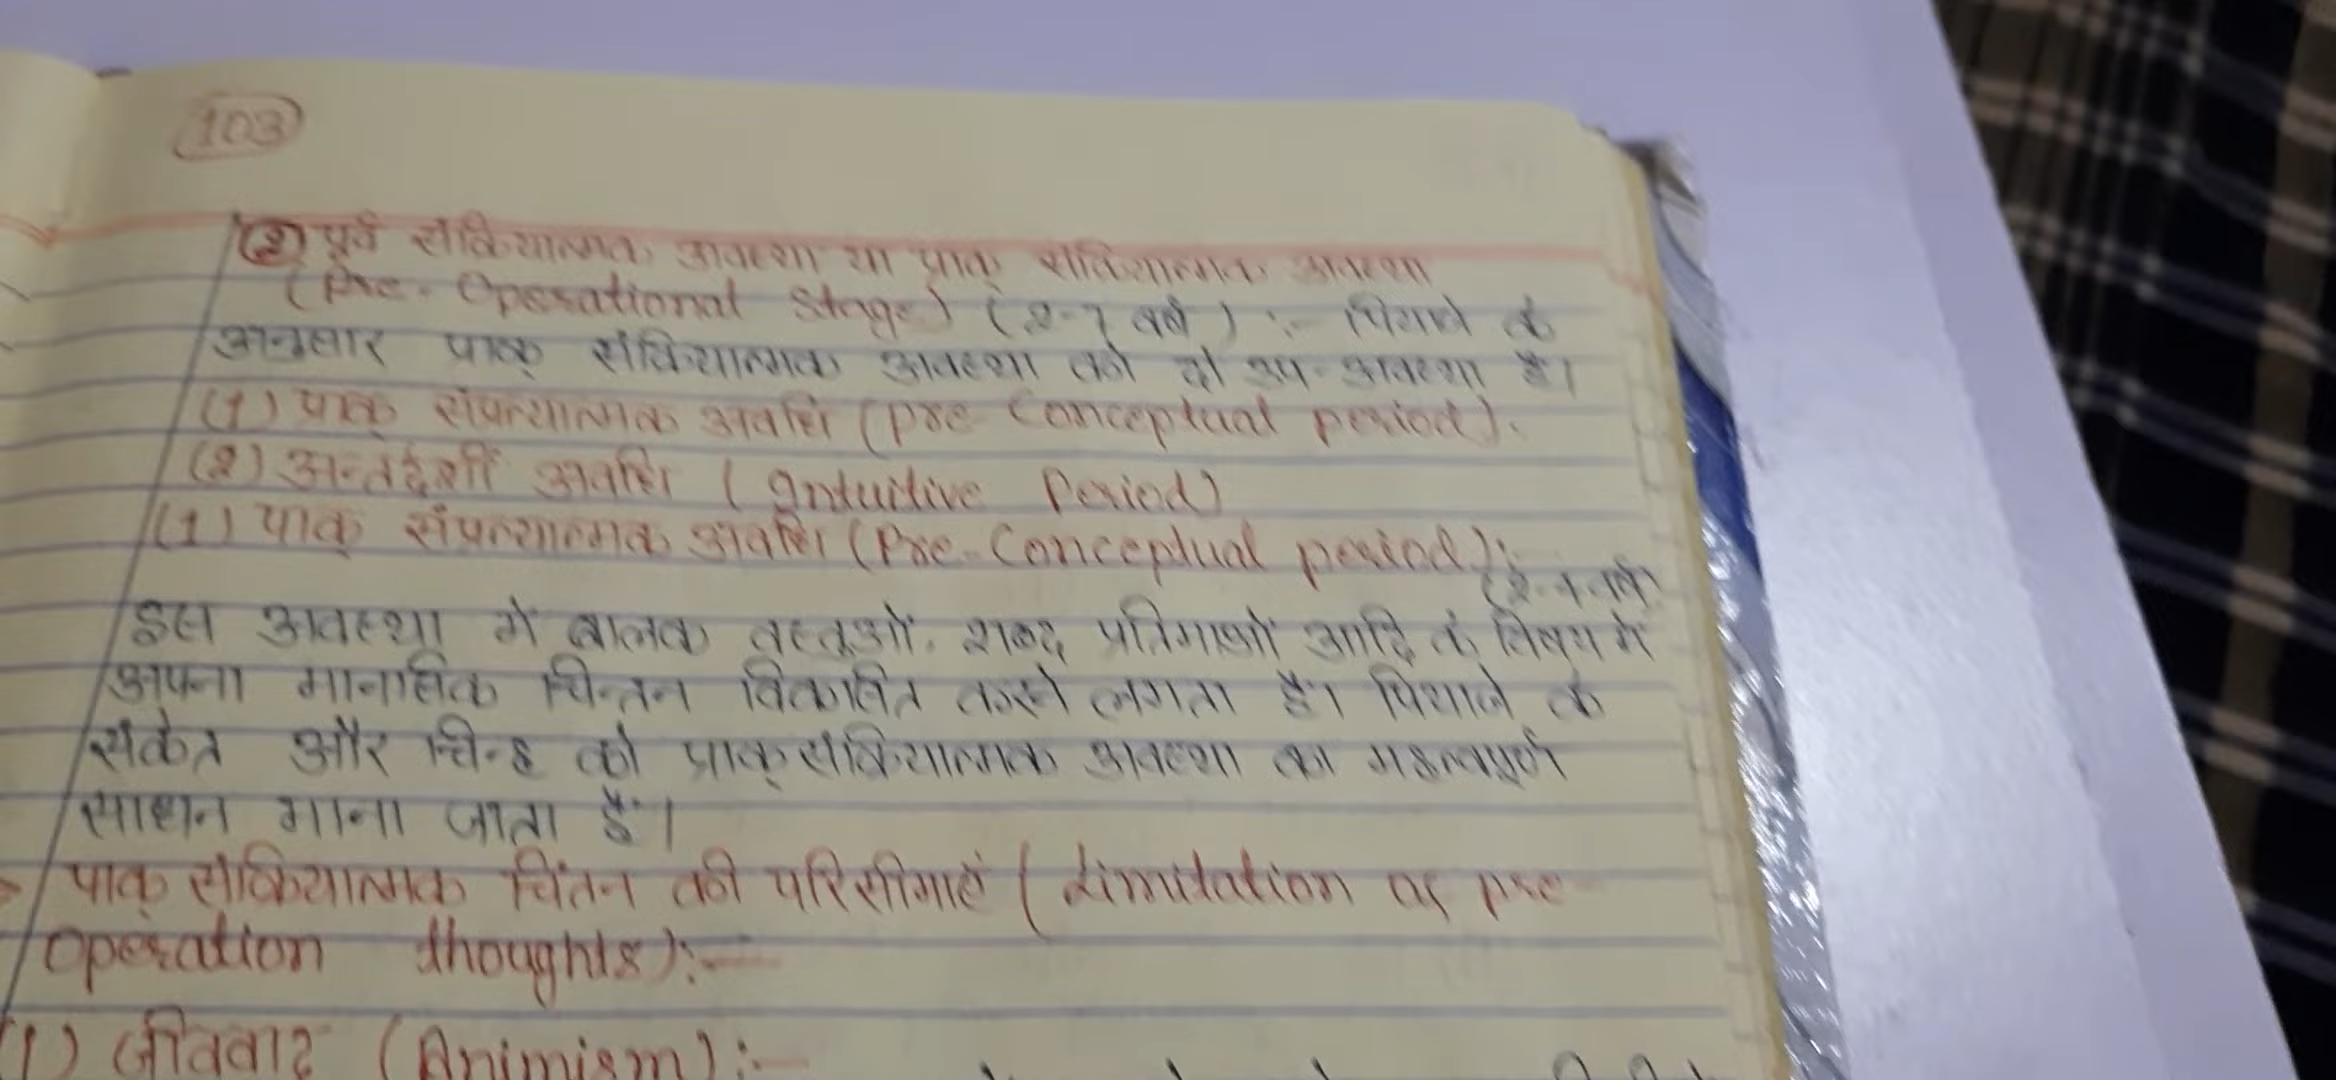 103
(2) पूर्व संक्रियात्मक अवस्था या प्राक् संक्रियात्मक अवस्था
(Pre-Operational Stage) (2-7 वर्ष) :- पियाजे के
अनुसार प्राक् संक्रियात्मक अवस्था को दो उप-अवस्था है।
(1) प्राक् संप्रत्यात्मक अवधि (pre Conceptual period).
(2) अन्तर्दर्शी अवधि (Intuitive Period)
(1) प्राक् संप्रत्यात्मक अवधि (Pre-Conceptual period):-
(2-4 वर्ष)
इस अवस्था में बालक वस्तुओं, शब्द प्रतिमाओं आदि के विषय में
अपना मानसिक चिन्तन विकसित करने लगता है। पियाजे के
संकेत और चिन्ह को प्राक् संक्रियात्मक अवस्था का महत्वपूर्ण
साधन माना जाता है।
प्राक् संक्रियात्मक चिंतन की परिसीमाएं (Limitation of pre
Operation thoughts):-
(1) जीववाद (Animism):-